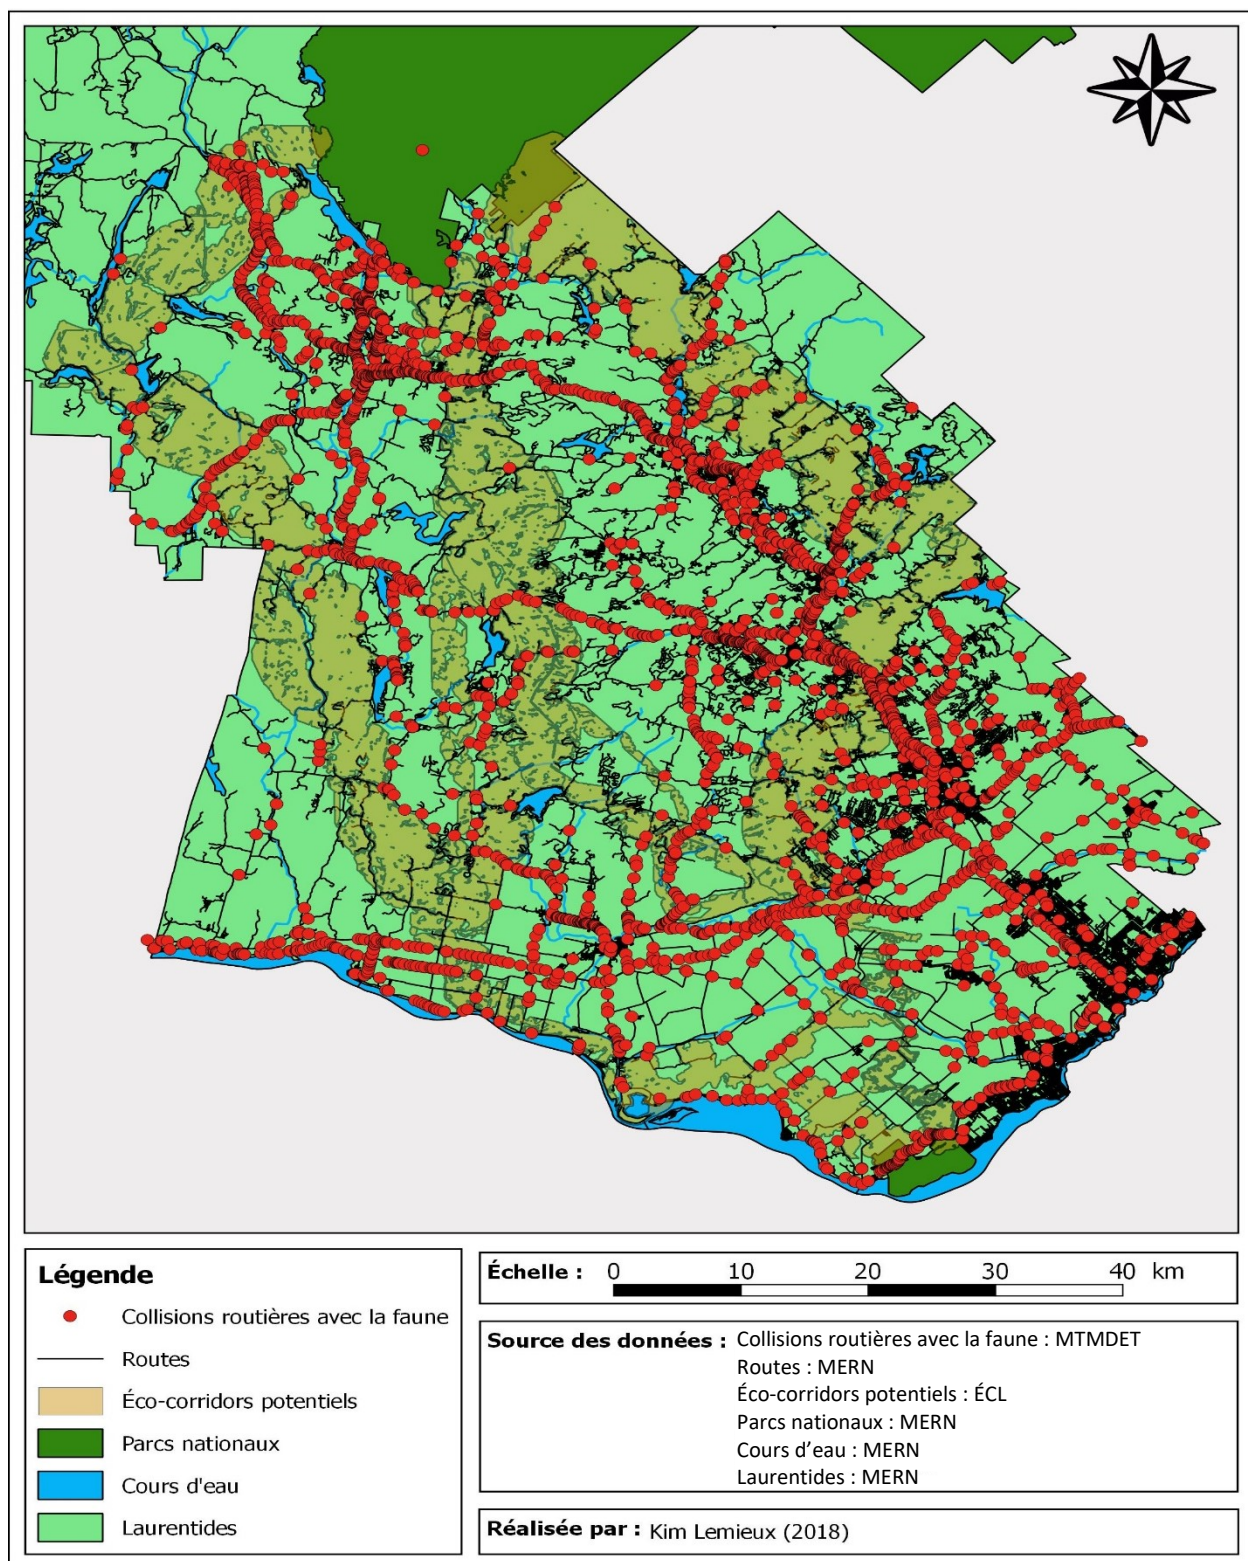 Légende
Collisions routières avec la faune
Routes
Éco-corridors potentiels
Parcs nationaux
Cours d'eau
Laurentides
Échelle : 0 10 20 30 40 km
Source des données : Collisions routières avec la faune : MTMDET
Routes : MERN
Éco-corridors potentiels : ÉCL
Parcs nationaux : MERN
Cours d’eau : MERN
Laurentides : MERN
Réalisée par : Kim Lemieux (2018)